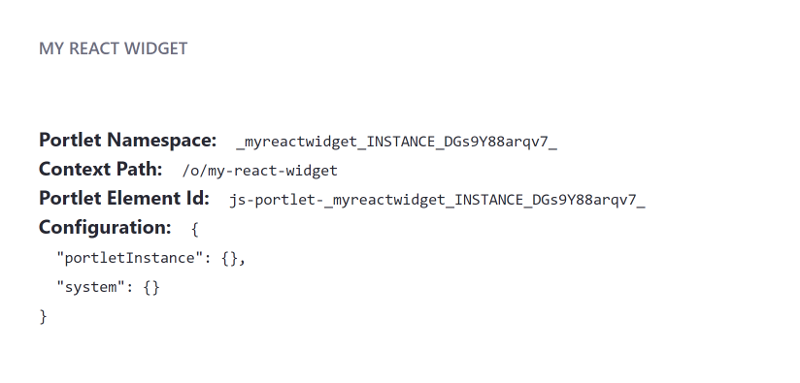 MY REACT WIDGET
Portlet Namespace: _myreactwidget_INSTANCE_DGs9Y88arqv7_
Context Path: /o/my-react-widget
Portlet Element Id: js-portlet-_myreactwidget_INSTANCE_DGs9Y88arqv7_
Configuration: {
  "portletInstance": {},
  "system": {}
}